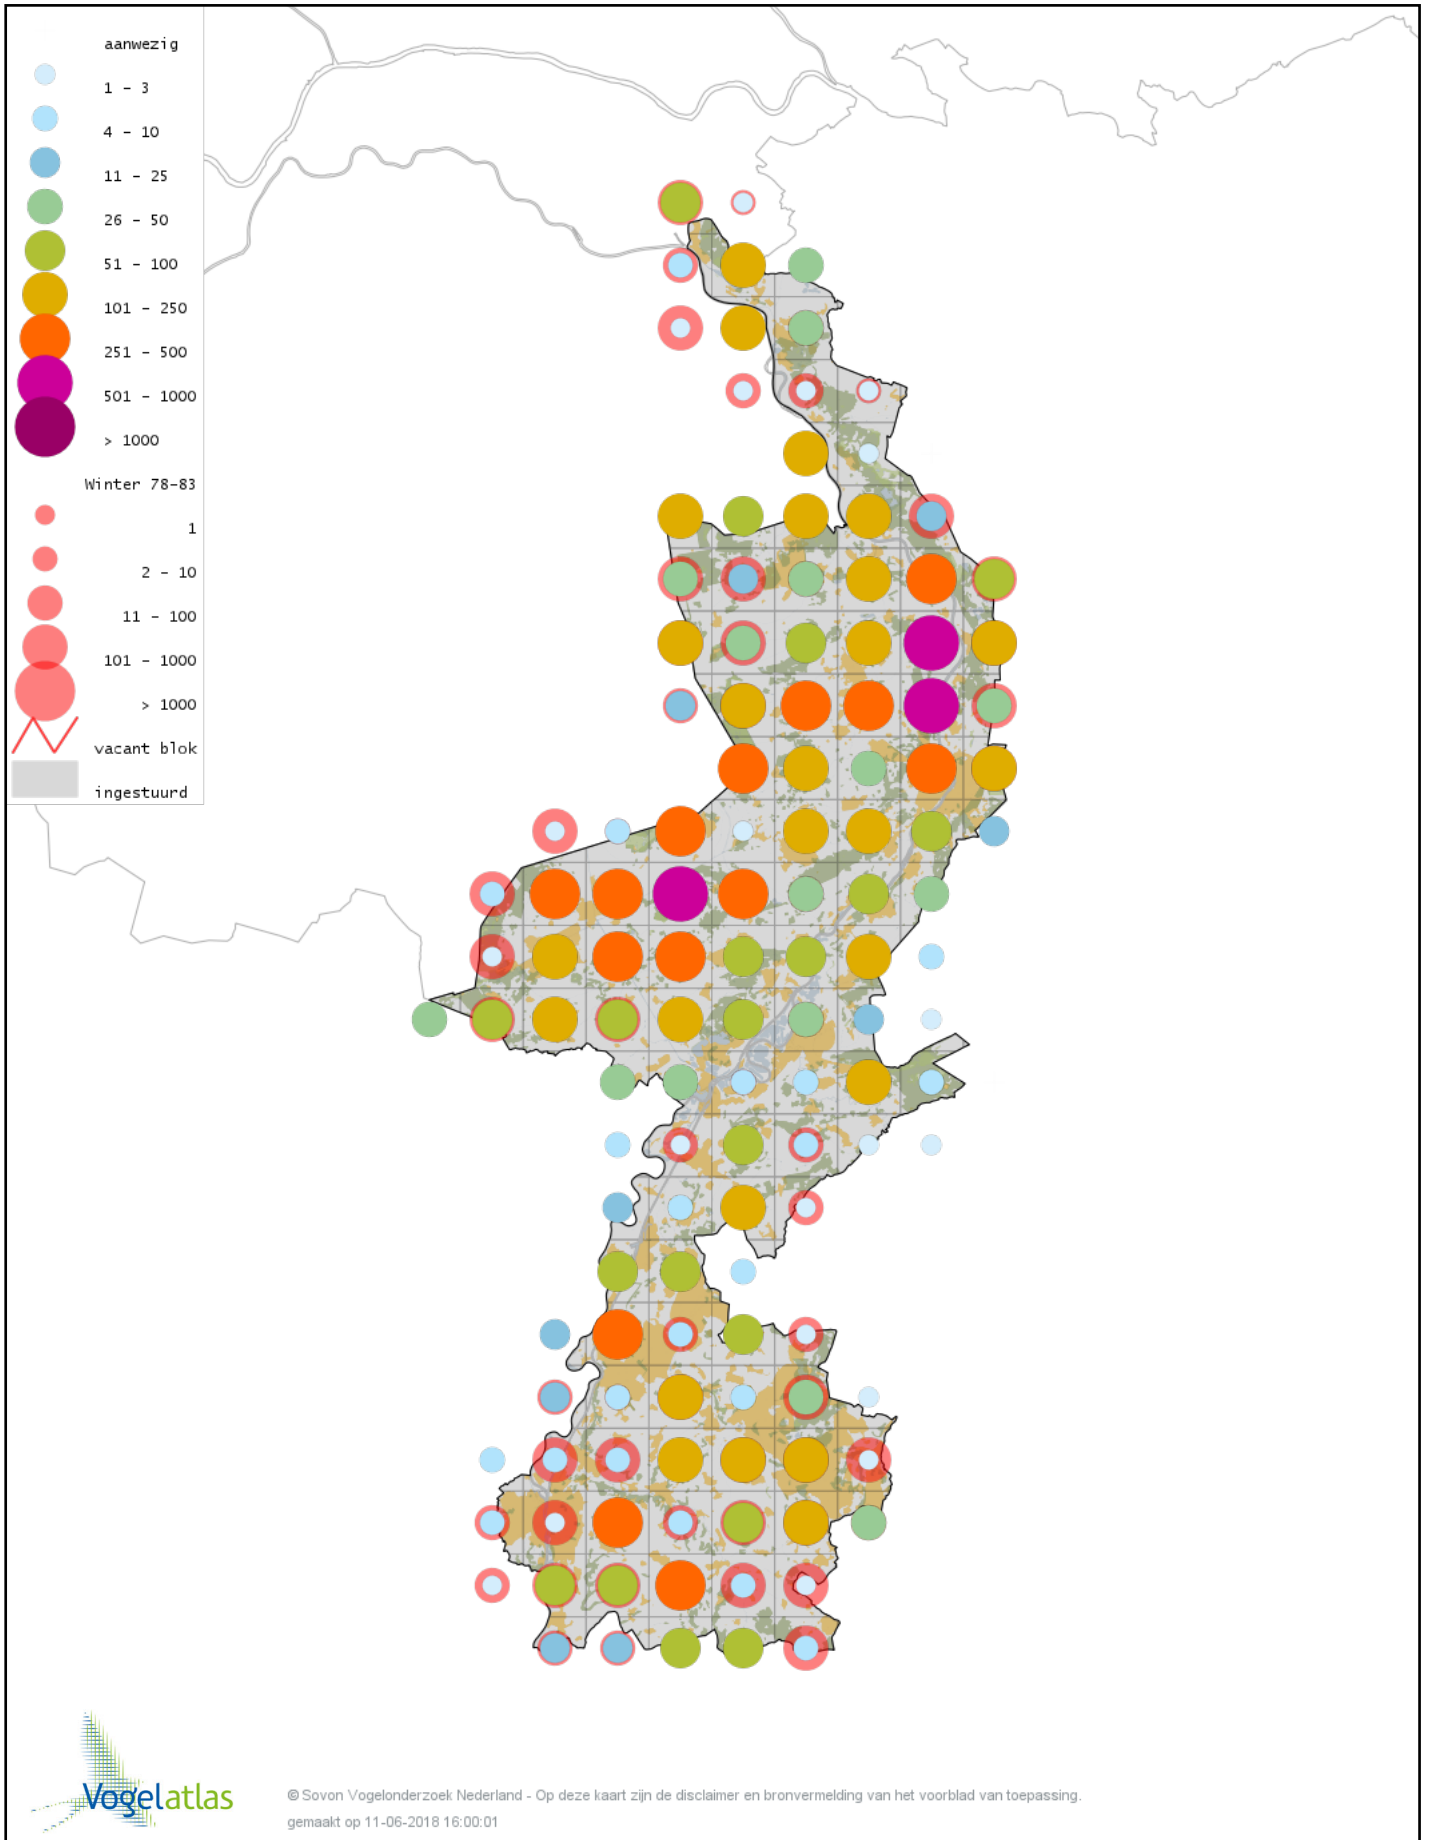 aanwezig
1 - 3
4 - 10
11 - 25
26 - 50
51 - 100
101 - 250
251 - 500
501 - 1000
> 1000
Winter 78-83
1
2 - 10
11 - 100
101 - 1000
> 1000
vacant blok
ingestuurd
Vogelatlas
© Sovon Vogelonderzoek Nederland - Op deze kaart zijn de disclaimer en bronvermelding van het voorblad van toepassing.
gemaakt op 11-06-2018 16:00:01